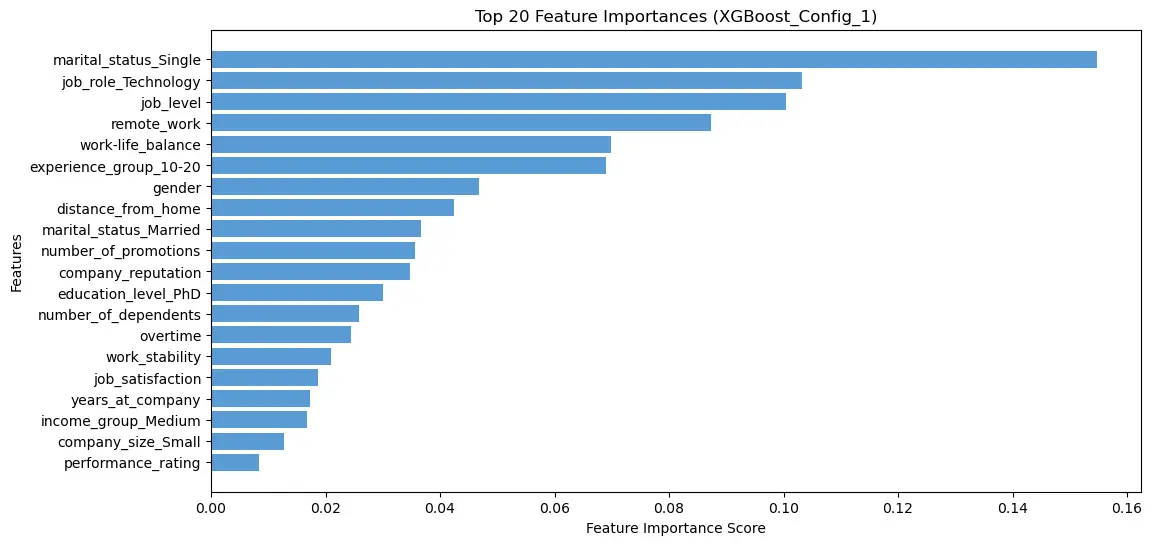 Top 20 Feature Importances (XGBoost_Config_1)
Features
marital_status_Single
job_role_Technology
job_level
remote_work
work-life_balance
experience_group_10-20
gender
distance_from_home
marital_status_Married
number_of_promotions
company_reputation
education_level_PhD
number_of_dependents
overtime
work_stability
job_satisfaction
years_at_company
income_group_Medium
company_size_Small
performance_rating
0.00 0.02 0.04 0.06 0.08 0.10 0.12 0.14 0.16
Feature Importance Score